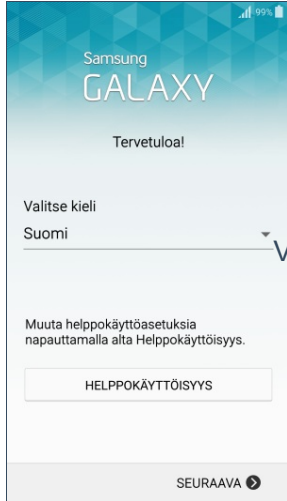 99%
Samsung
GALAXY
Tervetuloa!
Valitse kieli
Suomi
V
Muuta helppokäyttöasetuksia
napauttamalla alta Helppokäyttöisyys.
HELPPOKÄYTTÖISYYS
SEURAAVA